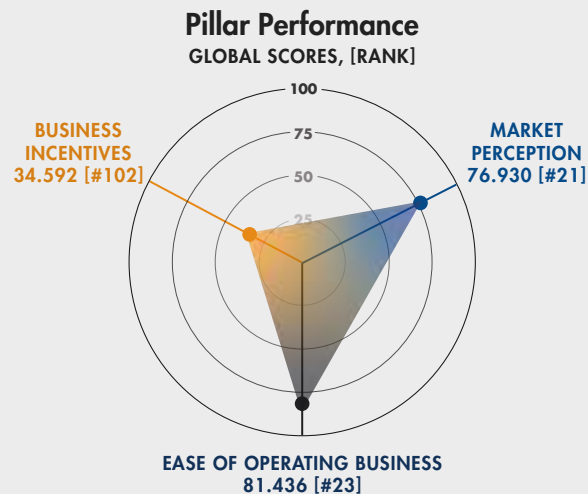 Pillar Performance
GLOBAL SCORES, [RANK]
100
75
50
25
BUSINESS
INCENTIVES
34.592 [#102]
MARKET
PERCEPTION
76.930 [#21]
EASE OF OPERATING BUSINESS
81.436 [#23]